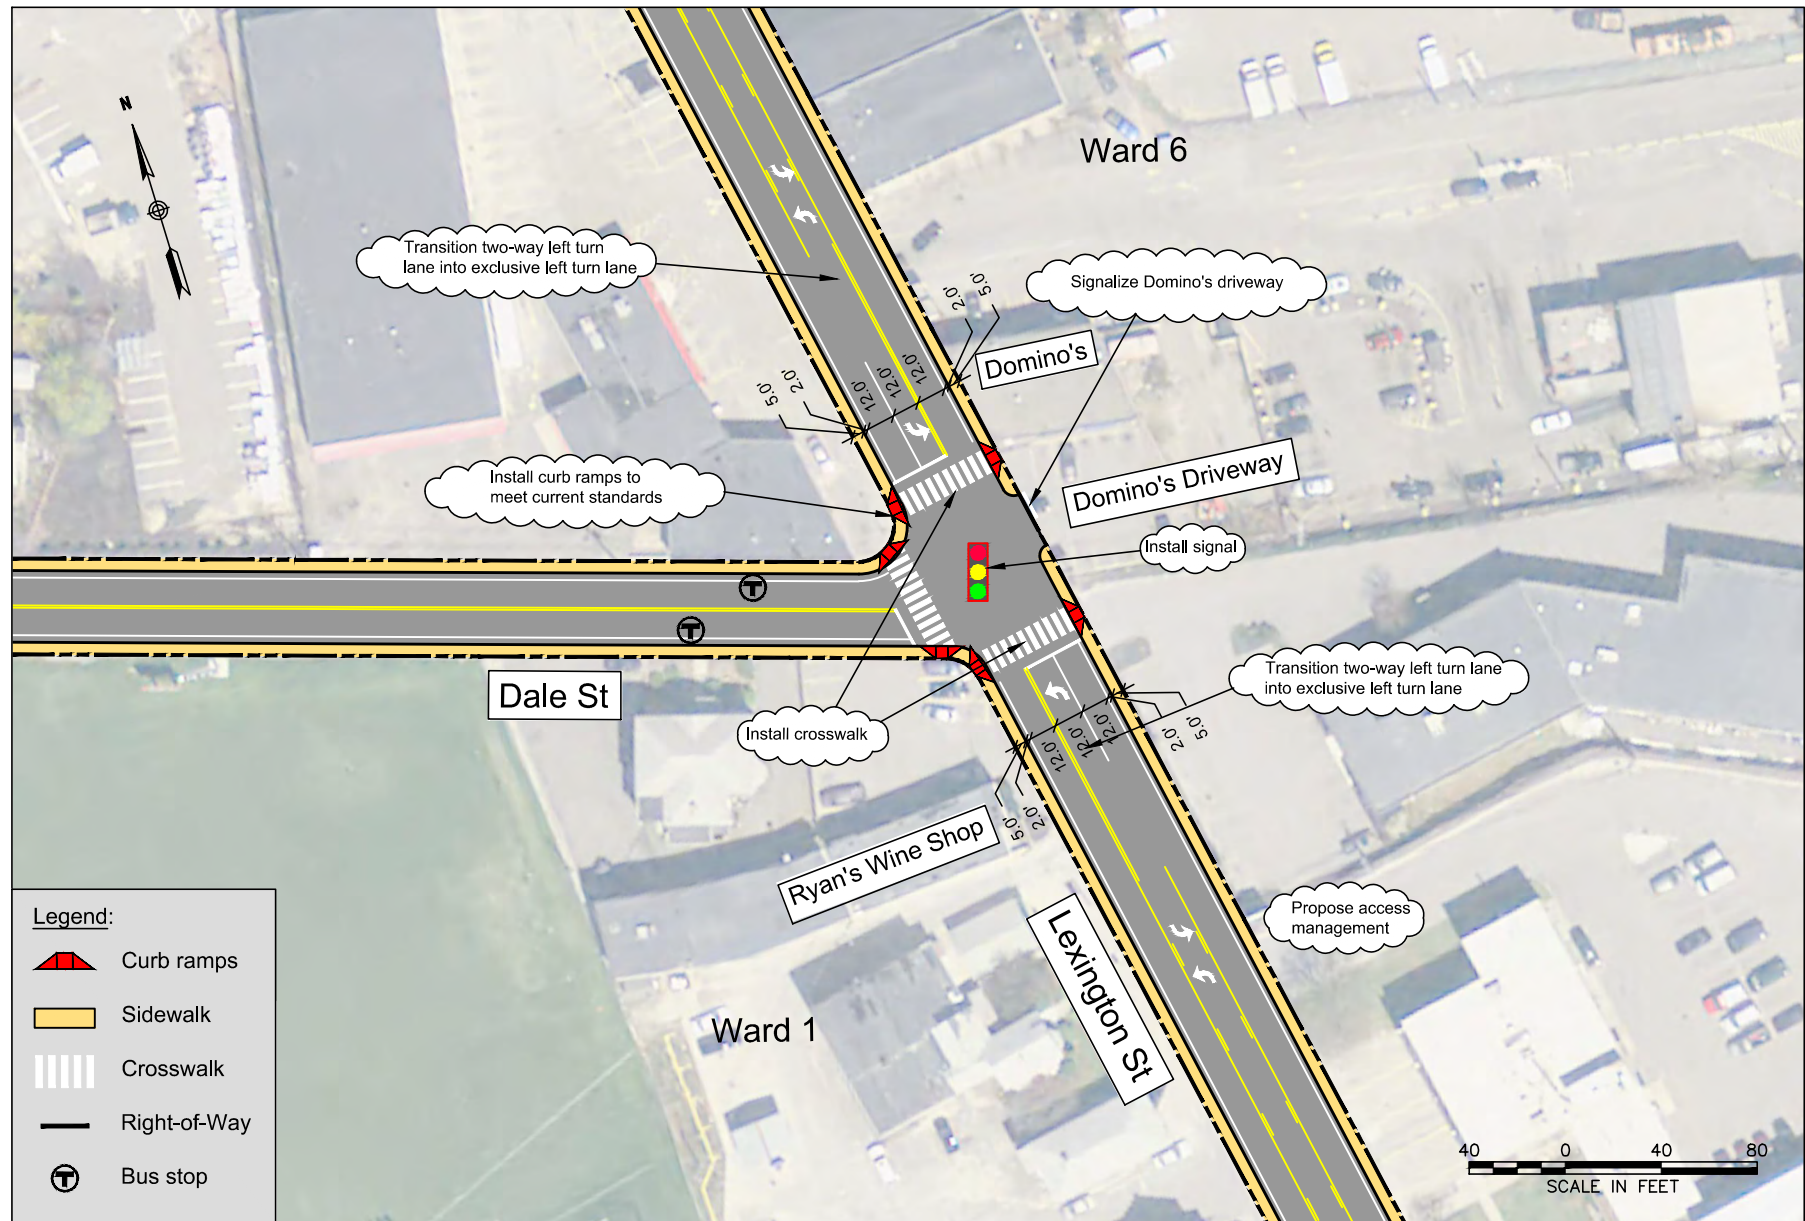 N
Ward 6
Transition two-way left turn
lane into exclusive left turn lane
Signalize Domino's driveway
2.0'
5.0'
Domino's
5.0'
2.0'
12.0'
12.0'
12.0'
Install curb ramps to
meet current standards
Domino's Driveway
Install signal
T
T
Dale St
Install crosswalk
Transition two-way left turn lane
into exclusive left turn lane
5.0'
2.0'
12.0'
12.0'
12.0'
2.0'
5.0'
Ryan's Wine Shop
Lexington St
Propose access
management
Ward 1
Legend:
Curb ramps
Sidewalk
Crosswalk
Right-of-Way
T Bus stop
40 0 40 80
SCALE IN FEET